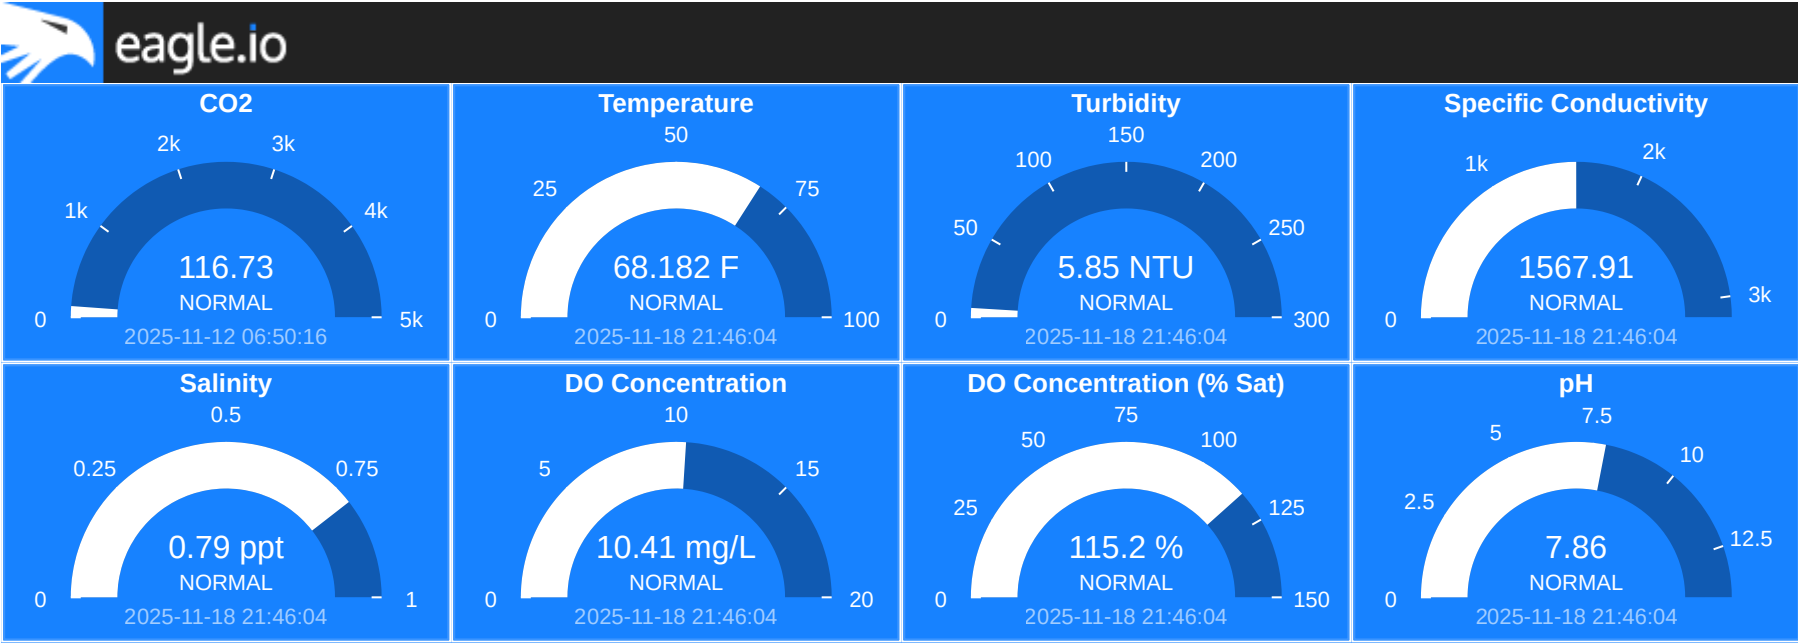 eagle.io
CO2
2k
3k
1k
4k
116.73
NORMAL
0
5k
2025-11-12 06:50:16
Temperature
50
25
75
68.182 F
NORMAL
0
100
2025-11-18 21:46:04
Turbidity
150
100
200
50
250
5.85 NTU
NORMAL
0
300
2025-11-18 21:46:04
Specific Conductivity
1k
2k
1567.91
NORMAL
0
3k
2025-11-18 21:46:04
Salinity
0.5
0.25
0.75
0.79 ppt
NORMAL
0
1
2025-11-18 21:46:04
DO Concentration
10
5
15
10.41 mg/L
NORMAL
0
20
2025-11-18 21:46:04
DO Concentration (% Sat)
75
50
100
25
125
115.2 %
NORMAL
0
150
2025-11-18 21:46:04
pH
7.5
5
10
2.5
12.5
7.86
NORMAL
0
2025-11-18 21:46:04